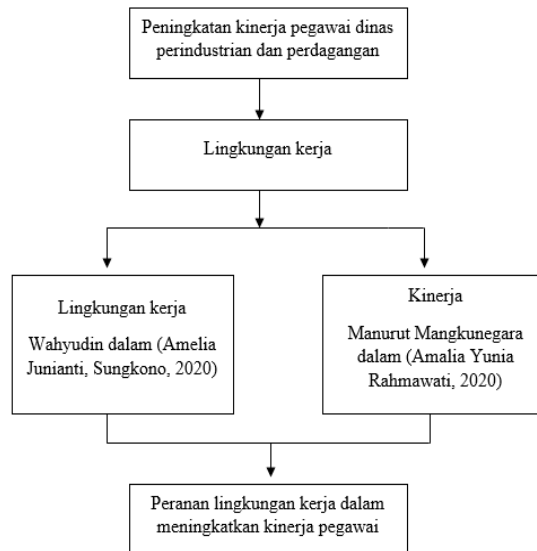 Peningkatan kinerja pegawai dinas
perindustrian dan perdagangan
Lingkungan kerja
Lingkungan kerja
Wahyudin dalam (Amelia
Junianti, Sungkono, 2020)
Kinerja
Manurut Mangkunegara
dalam (Amalia Yunia
Rahmawati, 2020)
Peranan lingkungan kerja dalam
meningkatkan kinerja pegawai